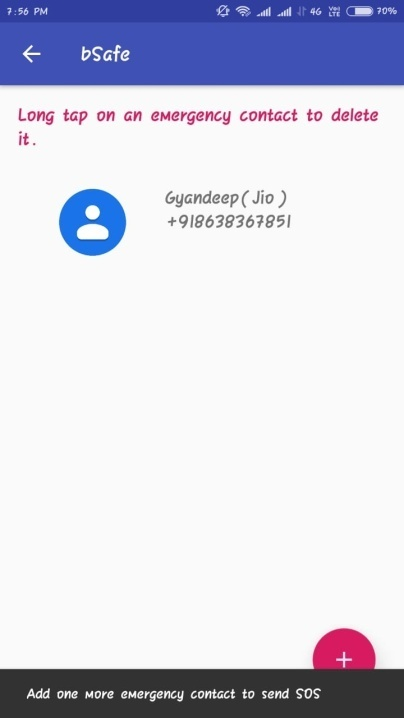 7:56 PM 4G VoLTE 70%
bSafe
Long tap on an emergency contact to delete
it.
Gyandeep( Jio )
+918638367851
+
Add one more emergency contact to send SOS